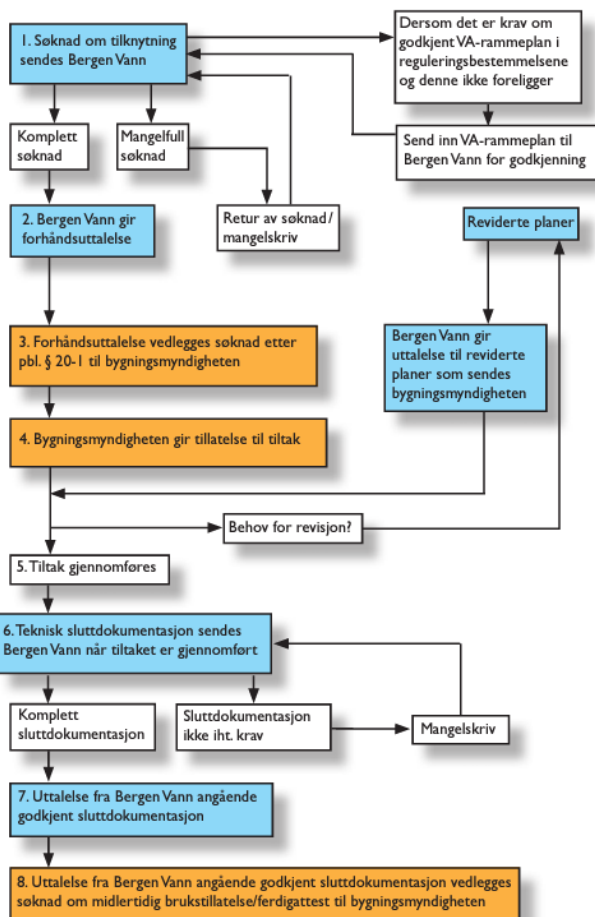 1. Søknad om tilknytning
sendes Bergen Vann
Dersom det er krav om
godkjent VA-rammeplan i
reguleringsbestemmelsene
og denne ikke foreligger
Komplett
søknad
Mangelfull
søknad
Send inn VA-rammeplan til
Bergen Vann for godkjenning
2. Bergen Vann gir
forhåndsuttalelse
Retur av søknad/
mangelskriv
Reviderte planer
3. Forhåndsuttalelse vedlegges søknad etter
pbl. § 20-1 til bygningsmyndigheten
Bergen Vann gir
uttalelse til reviderte
planer som sendes
bygningsmyndigheten
4. Bygningsmyndigheten gir tillatelse til tiltak
Behov for revisjon?
5. Tiltak gjennomføres
6. Teknisk sluttdokumentasjon sendes
Bergen Vann når tiltaket er gjennomført
Komplett
sluttdokumentasjon
Sluttdokumentasjon
ikke iht. krav
Mangelskriv
7. Uttalelse fra Bergen Vann angående
godkjent sluttdokumentasjon
8. Uttalelse fra Bergen Vann angående godkjent sluttdokumentasjon vedlegges
søknad om midlertidig brukstillatelse/ferdigattest til bygningsmyndigheten